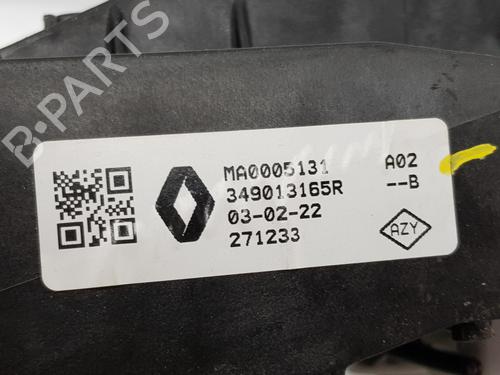 B-PARTS
MA0005131 A02
349013165R --B
03-02-22
271233
AZY